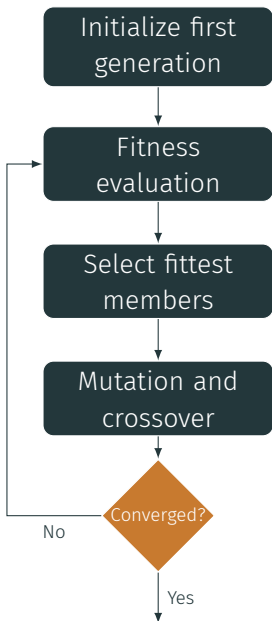 Initialize first
generation
Fitness
evaluation
Select fittest
members
Mutation and
crossover
Converged?
No
Yes